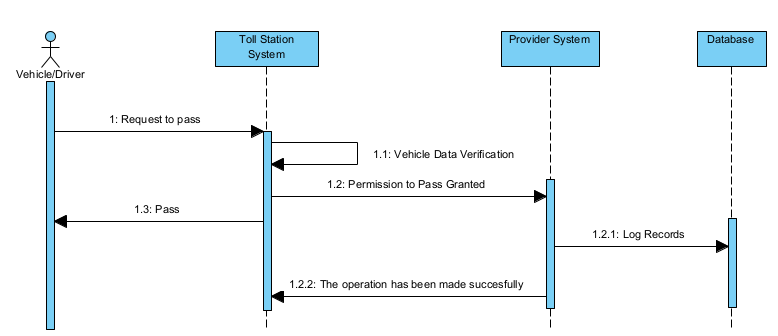 Toll Station
System
Provider System
Database
Vehicle/Driver
1: Request to pass
1.1: Vehicle Data Verification
1.2: Permission to Pass Granted
1.3: Pass
1.2.1: Log Records
1.2.2: The operation has been made succesfully